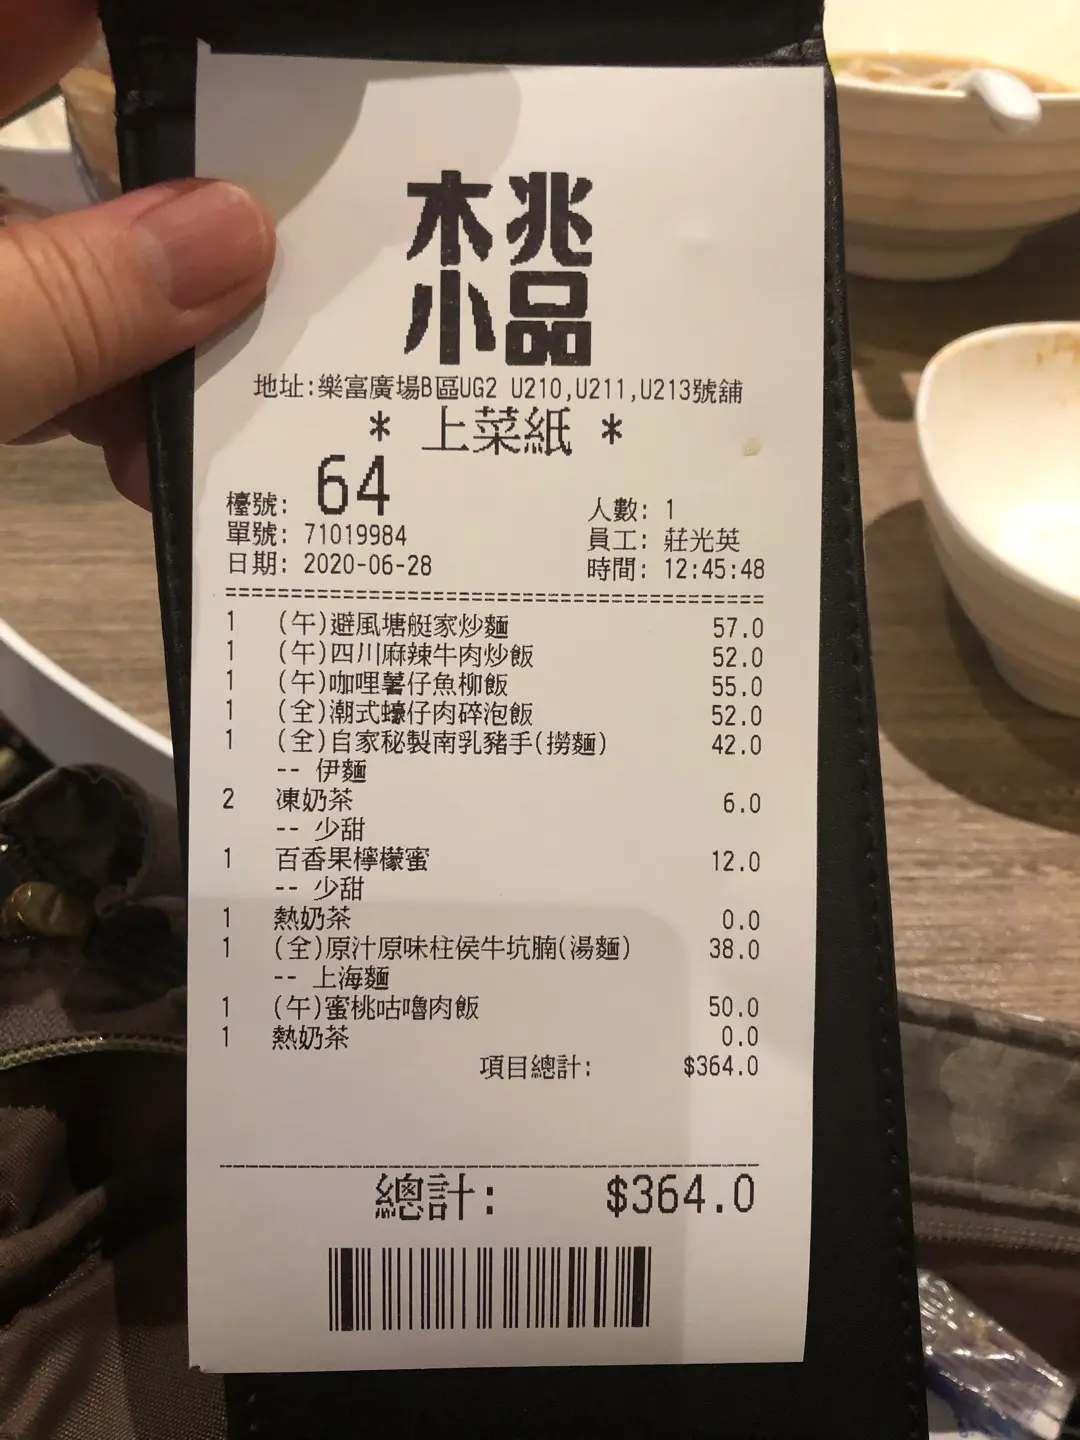 木兆
小品
地址:樂富廣場B區UG2 U210,U211,U213號舖
* 上菜紙 *
檯號: 64 人數: 1
單號: 71019984 員工: 莊光英
日期: 2020-06-28 時間: 12:45:48
1 (午)避風塘艇家炒麵 57.0
1 (午)四川麻辣牛肉炒飯 52.0
1 (午)咖哩薯仔魚柳飯 55.0
1 (全)潮式蠔仔肉碎泡飯 52.0
1 (全)自家秘製南乳豬手(撈麵) 42.0
-- 伊麵
2 凍奶茶 6.0
-- 少甜
1 百香果檸檬蜜 12.0
-- 少甜
1 熱奶茶 0.0
1 (全)原汁原味柱侯牛坑腩(湯麵) 38.0
-- 上海麵
1 (午)蜜桃咕嚕肉飯 50.0
1 熱奶茶 0.0
項目總計: $364.0
總計: $364.0